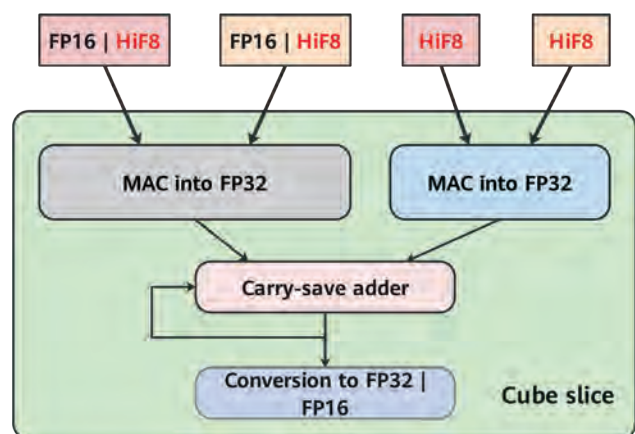 FP16 | HiF8
FP16 | HiF8
HiF8
HiF8
MAC into FP32
MAC into FP32
Carry-save adder
Conversion to FP32 |
FP16
Cube slice